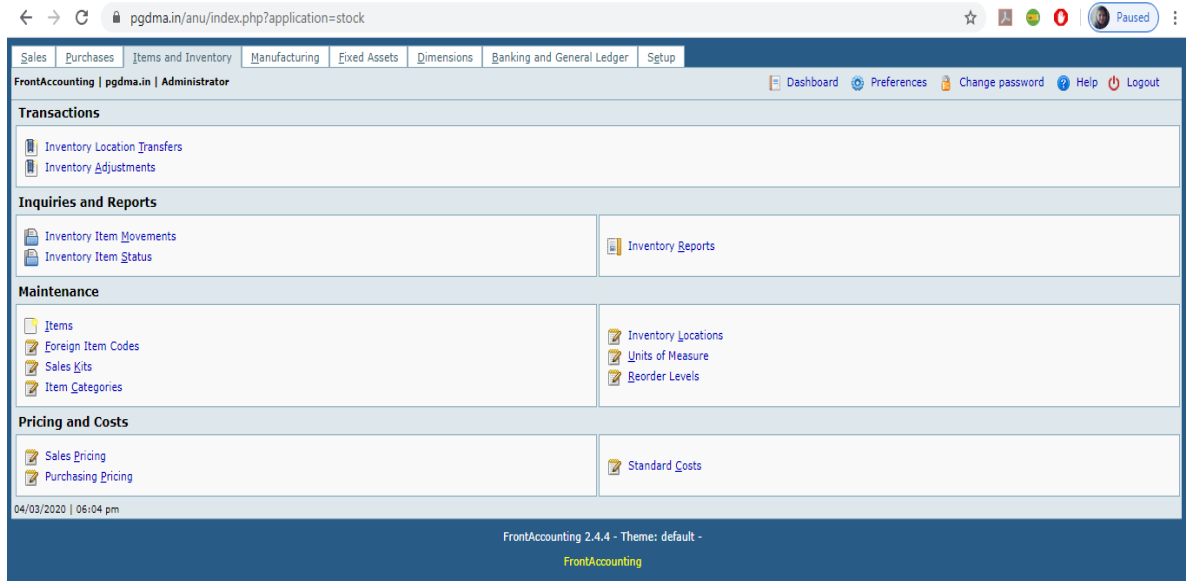 pgdma.in/anu/index.php?application=stock
Paused
Sales Purchases Items and Inventory Manufacturing Fixed Assets Dimensions Banking and General Ledger Setup
FrontAccounting | pgdma.in | Administrator Dashboard Preferences Change password Help Logout
Transactions
Inventory Location Transfers
Inventory Adjustments
Inquiries and Reports
Inventory Item Movements
Inventory Item Status
Inventory Reports
Maintenance
Items
Foreign Item Codes
Sales Kits
Item Categories
Inventory Locations
Units of Measure
Reorder Levels
Pricing and Costs
Sales Pricing
Purchasing Pricing
Standard Costs
04/03/2020 | 06:04 pm
FrontAccounting 2.4.4 - Theme: default -
FrontAccounting